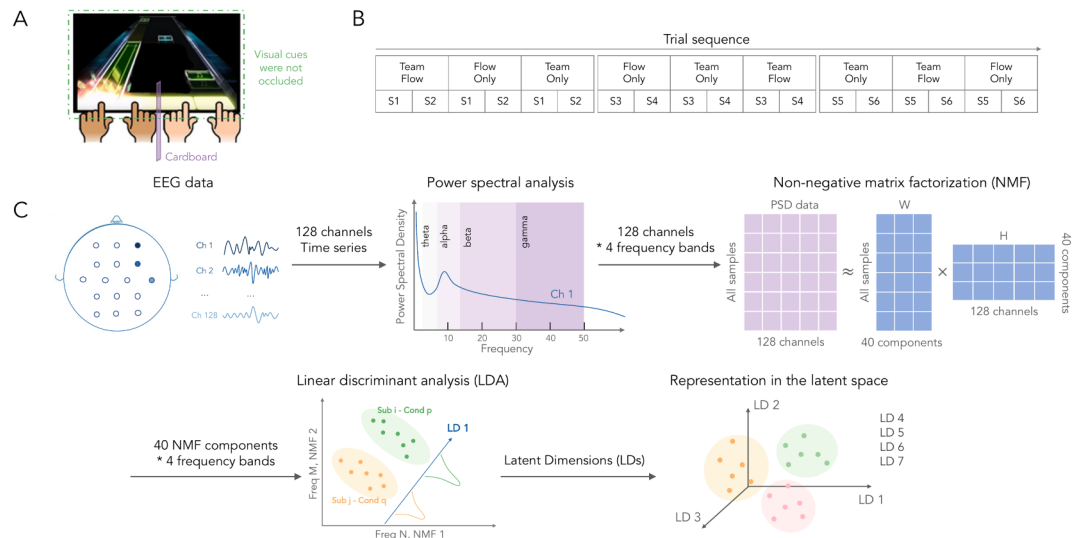 A
Visual cues
were not
occluded
Cardboard
B
Trial sequence
Team Flow Flow Only Team Only Flow Only Team Only Team Flow Team Only Team Flow Flow Only
S1 S2 S1 S2 S1 S2 S3 S4 S3 S4 S3 S4 S5 S6 S5 S6 S5 S6
C
EEG data
Ch 1
Ch 2
...
...
Ch 128
128 channels
Time series
Power spectral analysis
Power Spectral Density
theta
alpha
beta
gamma
Ch 1
10 20 30 40 50
Frequency
128 channels
* 4 frequency bands
Non-negative matrix factorization (NMF)
PSD data
All samples
128 channels
≈
W
All samples
40 components
×
H
128 channels
40 components
40 NMF components
* 4 frequency bands
Linear discriminant analysis (LDA)
Freq M, NMF 2
Sub i - Cond p
LD 1
Sub j - Cond q
Freq N, NMF 1
Latent Dimensions (LDs)
Representation in the latent space
LD 2
LD 1
LD 3
LD 4
LD 5
LD 6
LD 7